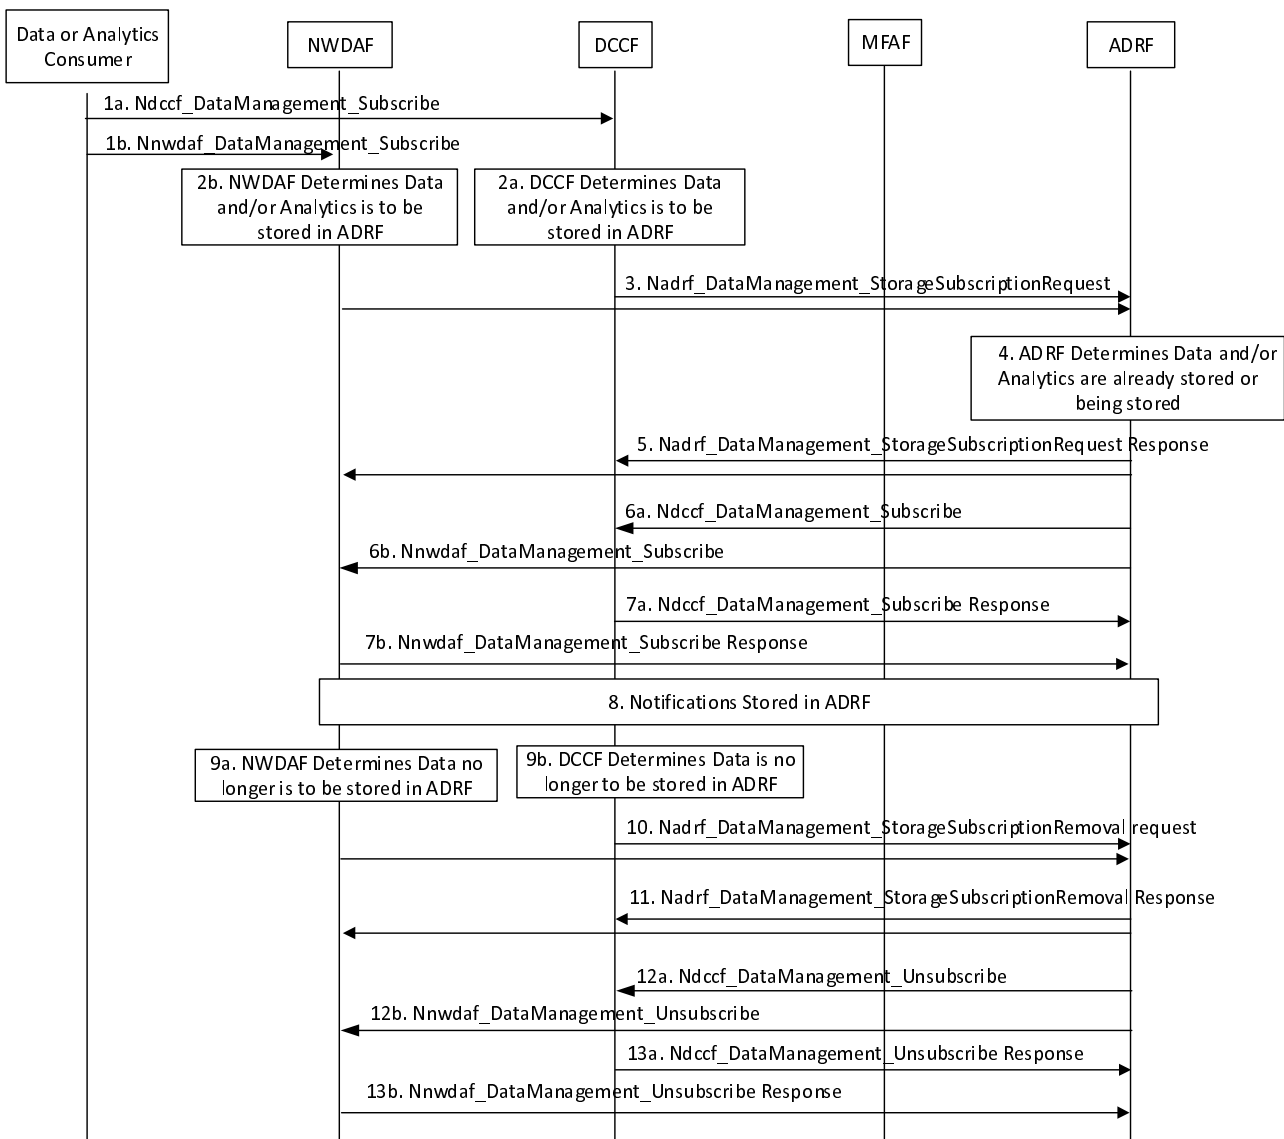 Data or Analytics
Consumer
NWDAF
DCCF
MFAF
ADRF
1a. Ndccf_DataManagement_Subscribe
1b. Nnwdaf_DataManagement_Subscribe
2b. NWDAF Determines Data
and/or Analytics is to be
stored in ADRF
2a. DCCF Determines Data
and/or Analytics is to be
stored in ADRF
3. Nadrf_DataManagement_StorageSubscriptionRequest
4. ADRF Determines Data and/or
Analytics are already stored or
being stored
5. Nadrf_DataManagement_StorageSubscriptionRequest Response
6a. Ndccf_DataManagement_Subscribe
6b. Nnwdaf_DataManagement_Subscribe
7a. Ndccf_DataManagement_Subscribe Response
7b. Nnwdaf_DataManagement_Subscribe Response
8. Notifications Stored in ADRF
9a. NWDAF Determines Data no
longer is to be stored in ADRF
9b. DCCF Determines Data is no
longer to be stored in ADRF
10. Nadrf_DataManagement_StorageSubscriptionRemoval request
11. Nadrf_DataManagement_StorageSubscriptionRemoval Response
12a. Ndccf_DataManagement_Unsubscribe
12b. Nnwdaf_DataManagement_Unsubscribe
13a. Ndccf_DataManagement_Unsubscribe Response
13b. Nnwdaf_DataManagement_Unsubscribe Response